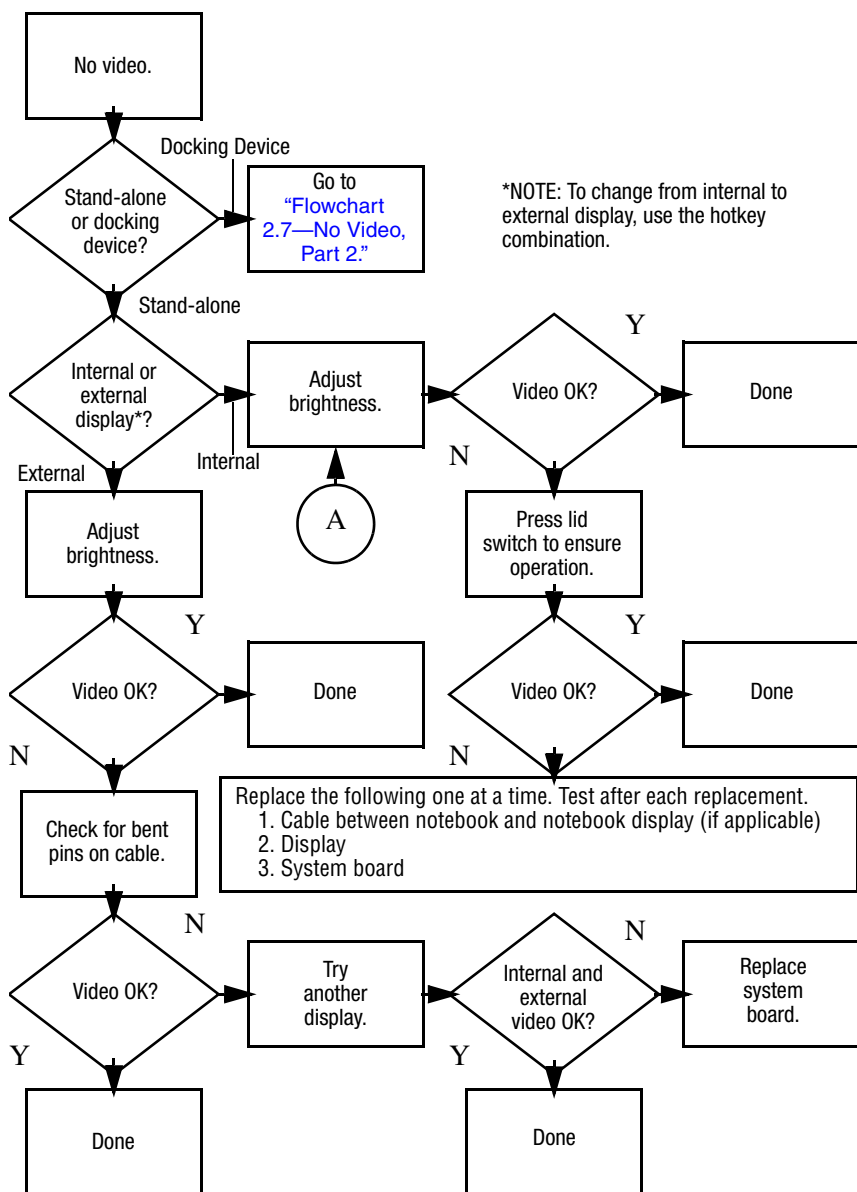 No video.
Docking Device
Stand-alone
or docking
device?
Go to
“Flowchart
2.7—No Video,
Part 2.”
*NOTE: To change from internal to
external display, use the hotkey
combination.
Stand-alone
Internal or
external
display*?
Internal
External
Adjust
brightness.
A
Video OK?
Y
Done
N
Press lid
switch to ensure
operation.
Video OK?
Y
Done
N
Replace the following one at a time. Test after each replacement.
1. Cable between notebook and notebook display (if applicable)
2. Display
3. System board
Adjust
brightness.
Video OK?
Y
Done
N
Check for bent
pins on cable.
Video OK?
N
Try
another
display.
Internal and
external
video OK?
N
Replace
system
board.
Y
Done
Y
Done